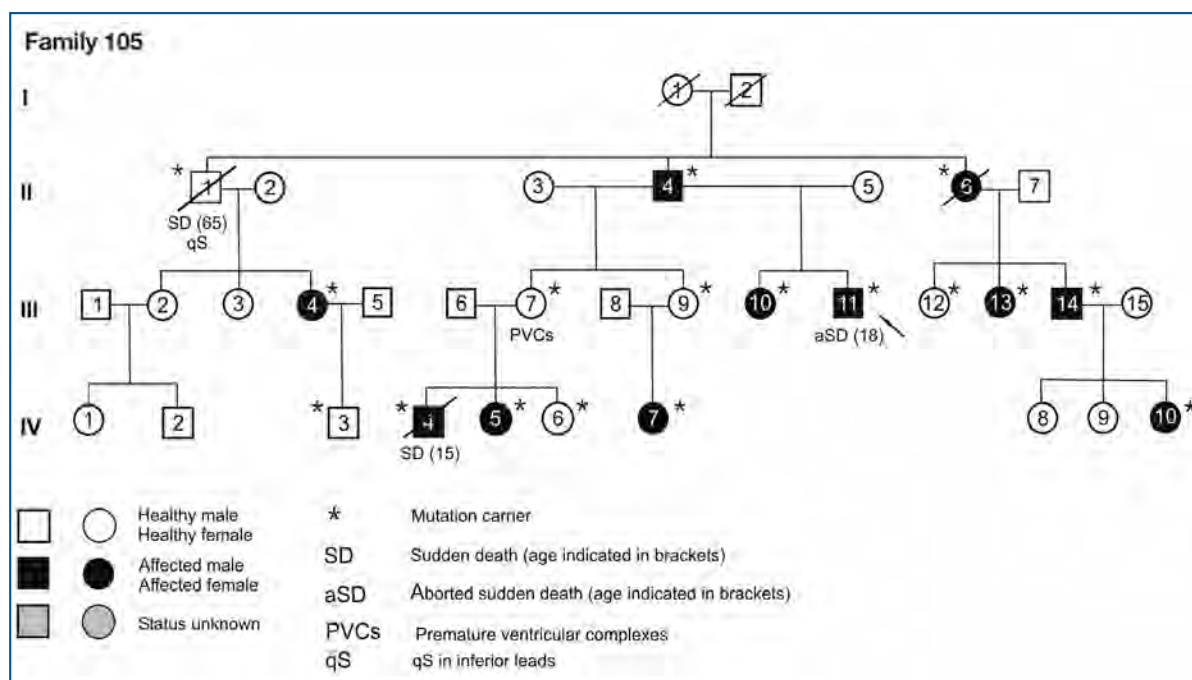 Family 105
I
1 2
* * *
II 1 2 3 4 5 6 7
SD (65)
qS
* * * * * * * *
III 1 2 3 4 5 6 7 8 9 10 11 12 13 14 15
PVCs aSD (18)
* * * * * *
IV 1 2 3 4 5 6 7 8 9 10
SD (15)
Healthy male
Healthy female
Affected male
Affected female
Status unknown
* Mutation carrier
SD Sudden death (age indicated in brackets)
aSD Aborted sudden death (age indicated in brackets)
PVCs Premature ventricular complexes
qS qS in inferior leads